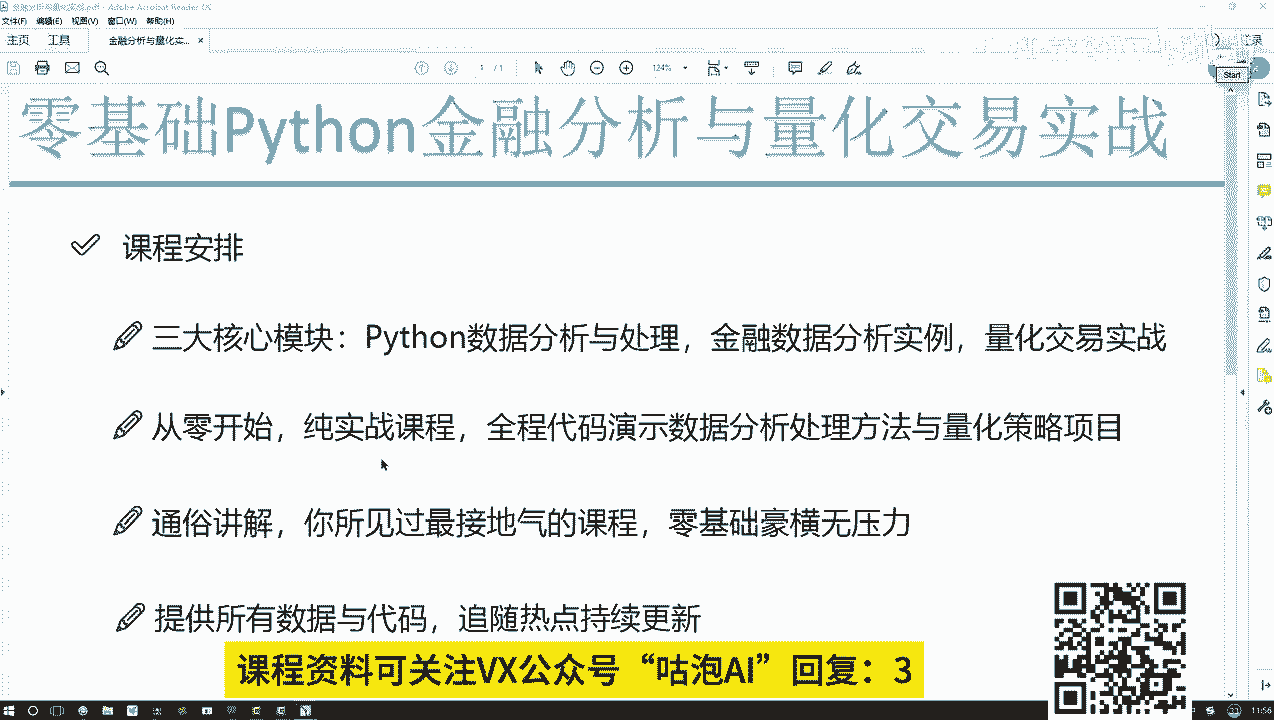 - Adobe Acrobat Reader DC
文件(F) 编辑(E) 视图(V) 窗口(W) 帮助(H)
主页 工具 金融分析与量化实... × 登录
1 / 1 124%
Start
零基础Python金融分析与量化交易实战
课程安排
三大核心模块：Python数据分析与处理，金融数据分析实例，量化交易实战
从零开始，纯实战课程，全程代码演示数据分析处理方法与量化策略项目
通俗讲解，你所见过最接地气的课程，零基础豪横无压力
提供所有数据与代码，追随热点持续更新
课程资料可关注VX公众号“咕泡AI”回复：3
11:56